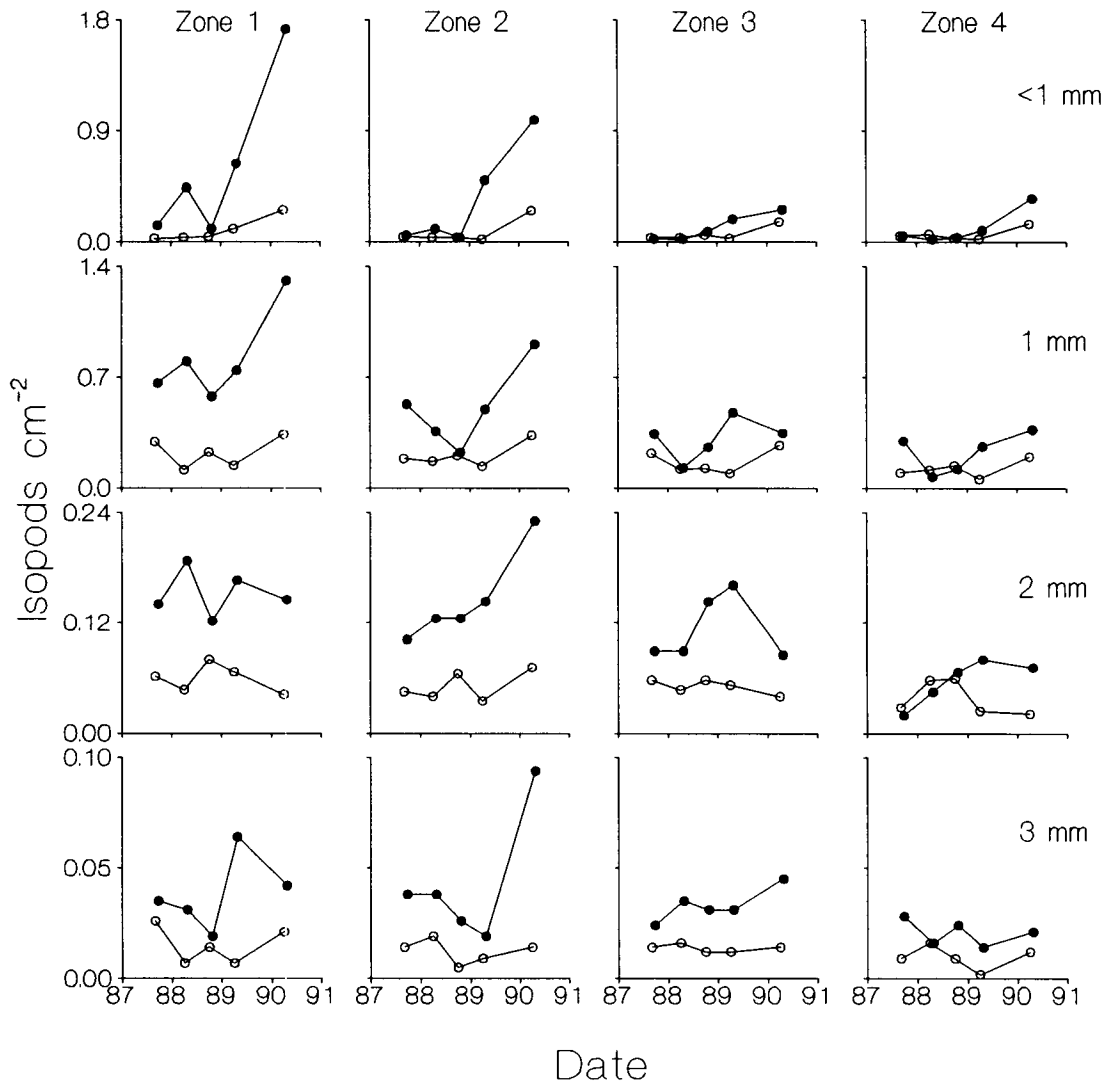 Zone 1 Zone 2 Zone 3 Zone 4
1.8
0.9
0.0
<1 mm
1.4
0.7
0.0
1 mm
0.24
0.12
0.00
2 mm
0.10
0.05
0.00
3 mm
87 88 89 90 91 87 88 89 90 91 87 88 89 90 91 87 88 89 90 91
Isopods cm⁻²
Date